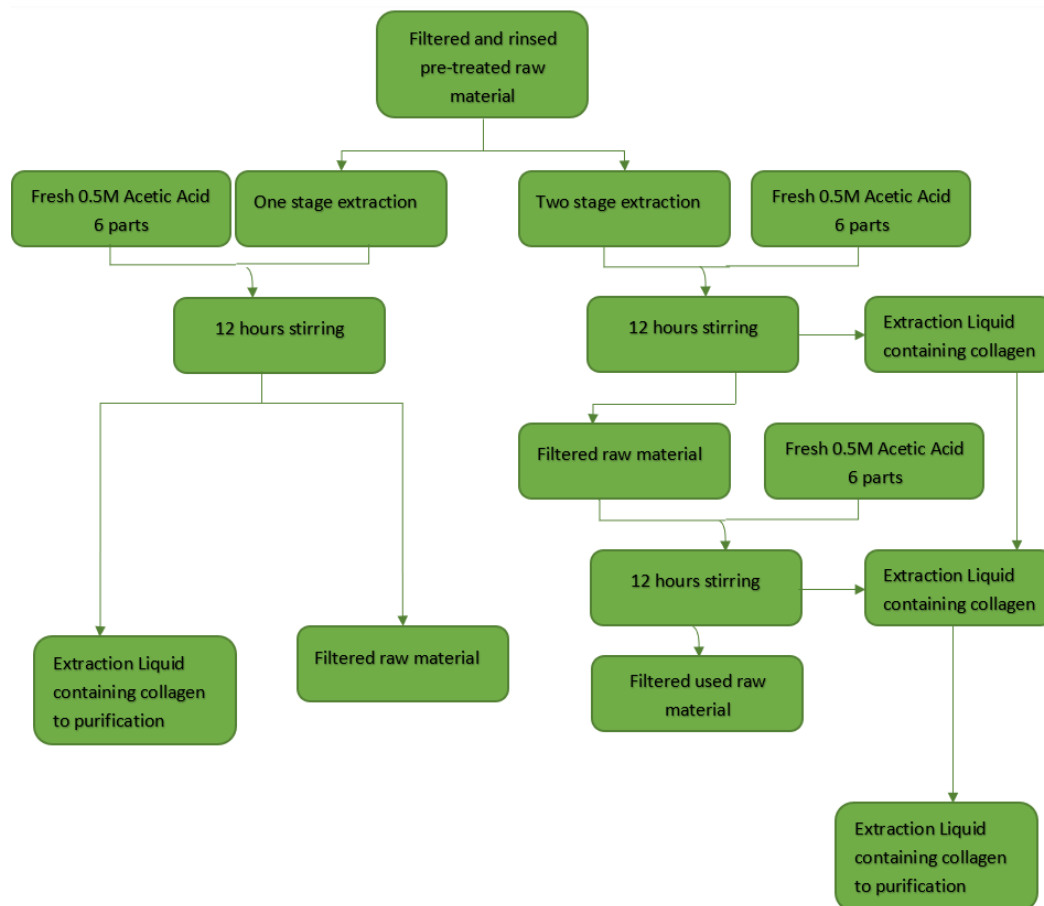 Filtered and rinsed
pre-treated raw
material
Fresh 0.5M Acetic Acid
6 parts
One stage extraction
Two stage extraction
Fresh 0.5M Acetic Acid
6 parts
12 hours stirring
12 hours stirring
Extraction Liquid
containing collagen
Filtered raw material
Fresh 0.5M Acetic Acid
6 parts
12 hours stirring
Extraction Liquid
containing collagen
Extraction Liquid
containing collagen
to purification
Filtered raw material
Filtered used raw
material
Extraction Liquid
containing collagen
to purification